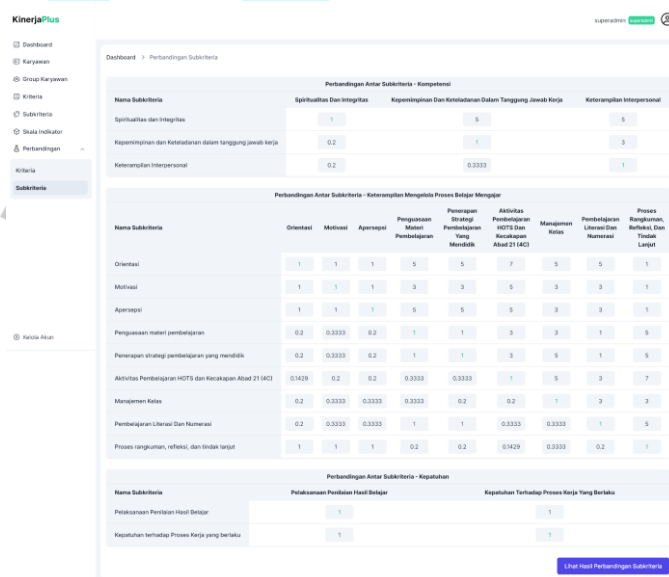 KinerjaPlus
superadmin superadmin
Dashboard
Karyawan
Group Karyawan
Kriteria
Subkriteria
Skala Indikator
Perbandingan
Kriteria
Subkriteria
Kelola Akun
Dashboard > Perbandingan Subkriteria
Perbandingan Antar Subkriteria - Kompetensi
Nama Subkriteria Spiritualitas Dan Integritas Kepemimpinan Dan Keteladanan Dalam Tanggung Jawab Kerja Keterampilan Interpersonal
Spiritualitas dan Integritas 1 5 5
Kepemimpinan dan Keteladanan dalam tanggung jawab kerja 0.2 1 3
Keterampilan Interpersonal 0.2 0.3333 1
Perbandingan Antar Subkriteria - Keterampilan Mengelola Proses Belajar Mengajar
Nama Subkriteria Orientasi Motivasi Apersepsi Penguasaan Materi Pembelajaran Penerapan Strategi Pembelajaran Yang Mendidik Aktivitas Pembelajaran HOTS Dan Kecakapan Abad 21 (4C) Manajemen Kelas Pembelajaran Literasi Dan Numerasi Proses Rangkuman, Refleksi, Dan Tindak Lanjut
Orientasi 1 1 1 5 5 7 5 5 1
Motivasi 1 1 1 3 3 5 3 3 1
Apersepsi 1 1 1 5 5 5 3 3 1
Penguasaan materi pembelajaran 0.2 0.3333 0.2 1 1 3 3 1 5
Penerapan strategi pembelajaran yang mendidik 0.2 0.3333 0.2 1 1 3 5 1 5
Aktivitas Pembelajaran HOTS dan Kecakapan Abad 21 (4C) 0.1429 0.2 0.2 0.3333 0.3333 1 5 3 7
Manajemen Kelas 0.2 0.3333 0.3333 0.3333 0.2 0.2 1 3 3
Pembelajaran Literasi Dan Numerasi 0.2 0.3333 0.3333 1 1 0.3333 0.3333 1 5
Proses rangkuman, refleksi, dan tindak lanjut 1 1 1 0.2 0.2 0.1429 0.3333 0.2 1
Perbandingan Antar Subkriteria - Kepatuhan
Nama Subkriteria Pelaksanaan Penilaian Hasil Belajar Kepatuhan Terhadap Proses Kerja Yang Berlaku
Pelaksanaan Penilaian Hasil Belajar 1 1
Kepatuhan terhadap Proses Kerja yang berlaku 1 1
Lihat Hasil Perbandingan Subkriteria